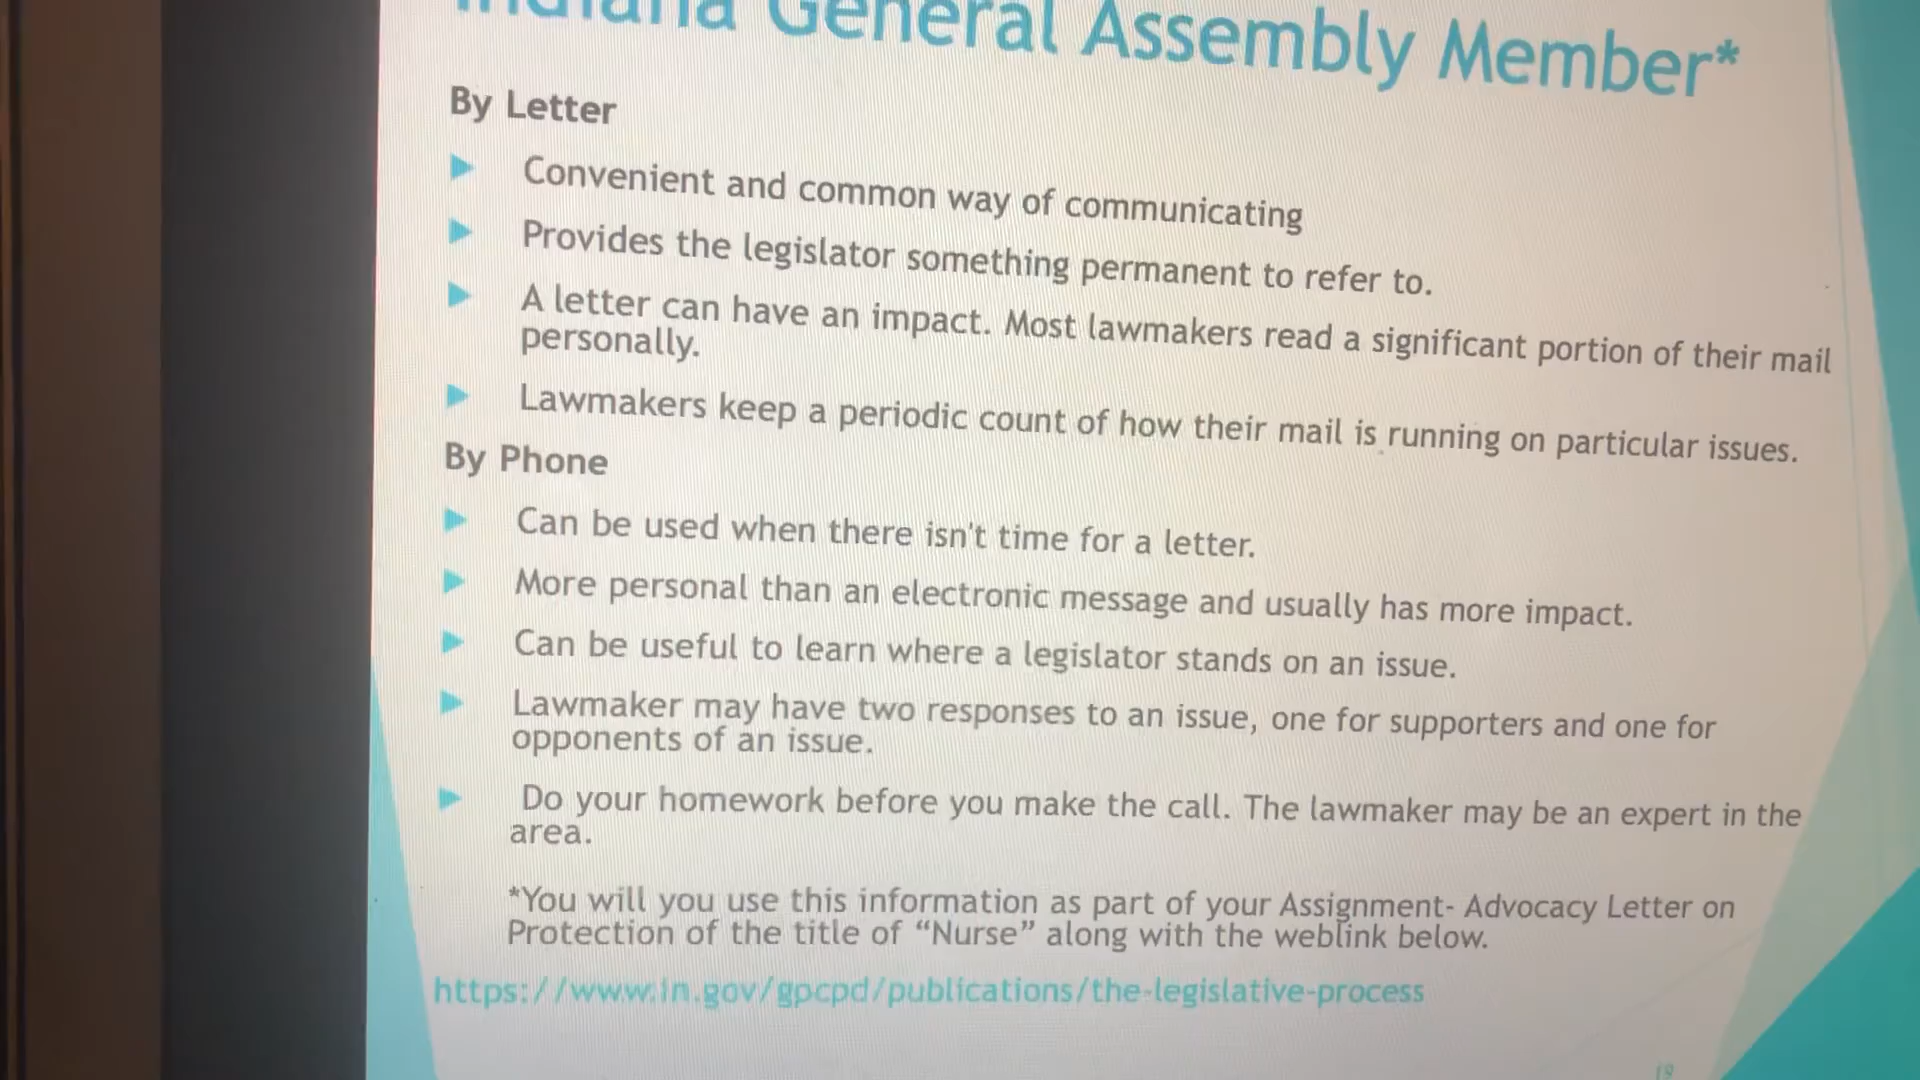 Indiana General Assembly Member*
By Letter
Convenient and common way of communicating
Provides the legislator something permanent to refer to.
A letter can have an impact. Most lawmakers read a significant portion of their mail
personally.
Lawmakers keep a periodic count of how their mail is running on particular issues.
By Phone
Can be used when there isn't time for a letter.
More personal than an electronic message and usually has more impact.
Can be useful to learn where a legislator stands on an issue.
Lawmaker may have two responses to an issue, one for supporters and one for
opponents of an issue.
Do your homework before you make the call. The lawmaker may be an expert in the
area.
*You will you use this information as part of your Assignment- Advocacy Letter on
Protection of the title of “Nurse” along with the weblink below.
https://www.in.gov/gpcpd/publications/the-legislative-process
19